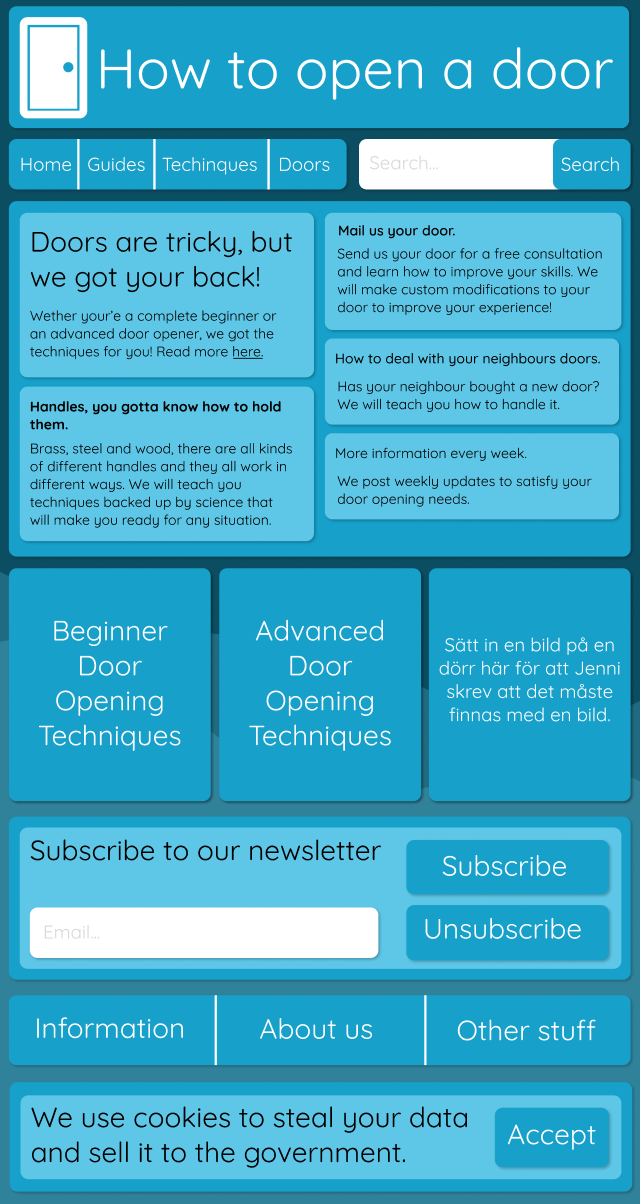 How to open a door
Home
Guides
Techinques
Doors
Search...
Search
Doors are tricky, but
we got your back!
Wether your'e a complete beginner or
an advanced door opener, we got the
techniques for you! Read more here.
Handles, you gotta know how to hold
them.
Brass, steel and wood, there are all kinds
of different handles and they all work in
different ways. We will teach you
techniques backed up by science that
will make you ready for any situation.
Mail us your door.
Send us your door for a free consultation
and learn how to improve your skills. We
will make custom modifications to your
door to improve your experience!
How to deal with your neighbours doors.
Has your neighbour bought a new door?
We will teach you how to handle it.
More information every week.
We post weekly updates to satisfy your
door opening needs.
Beginner
Door
Opening
Techniques
Advanced
Door
Opening
Techniques
Sätt in en bild på en
dörr här för att Jenni
skrev att det måste
finnas med en bild.
Subscribe to our newsletter
Email...
Subscribe
Unsubscribe
Information
About us
Other stuff
We use cookies to steal your data
and sell it to the government.
Accept